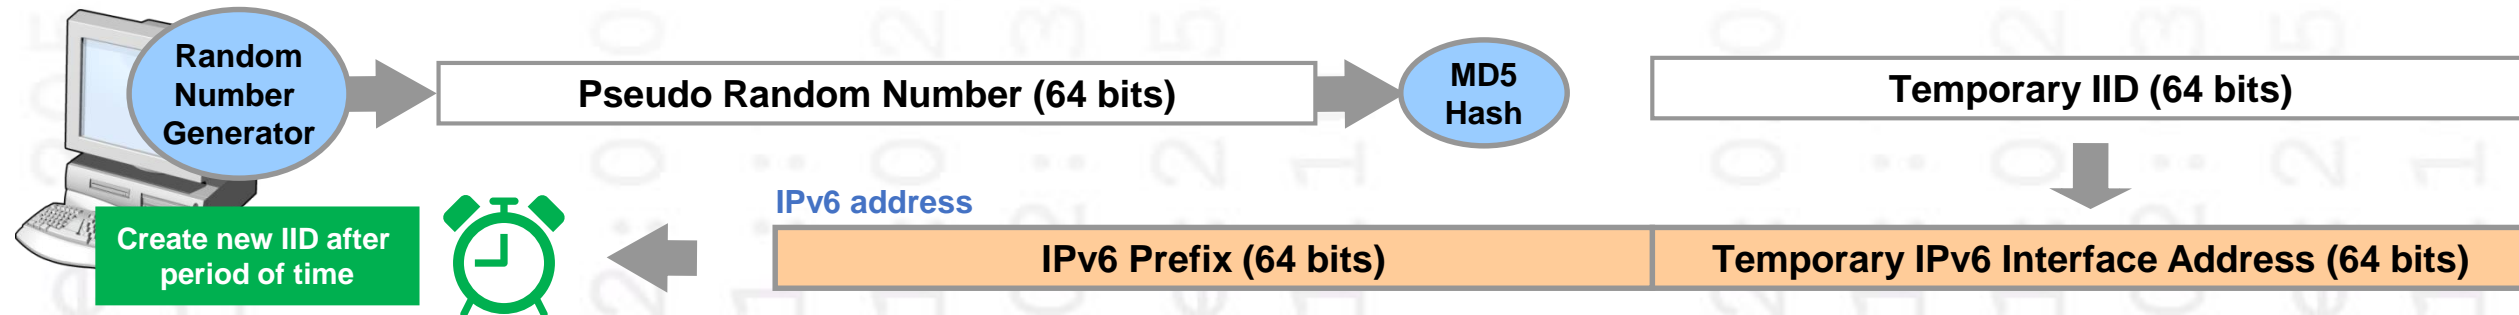 Random
Number
Generator
Pseudo Random Number (64 bits)
MD5
Hash
Temporary IID (64 bits)
IPv6 address
IPv6 Prefix (64 bits)
Temporary IPv6 Interface Address (64 bits)
Create new IID after
period of time